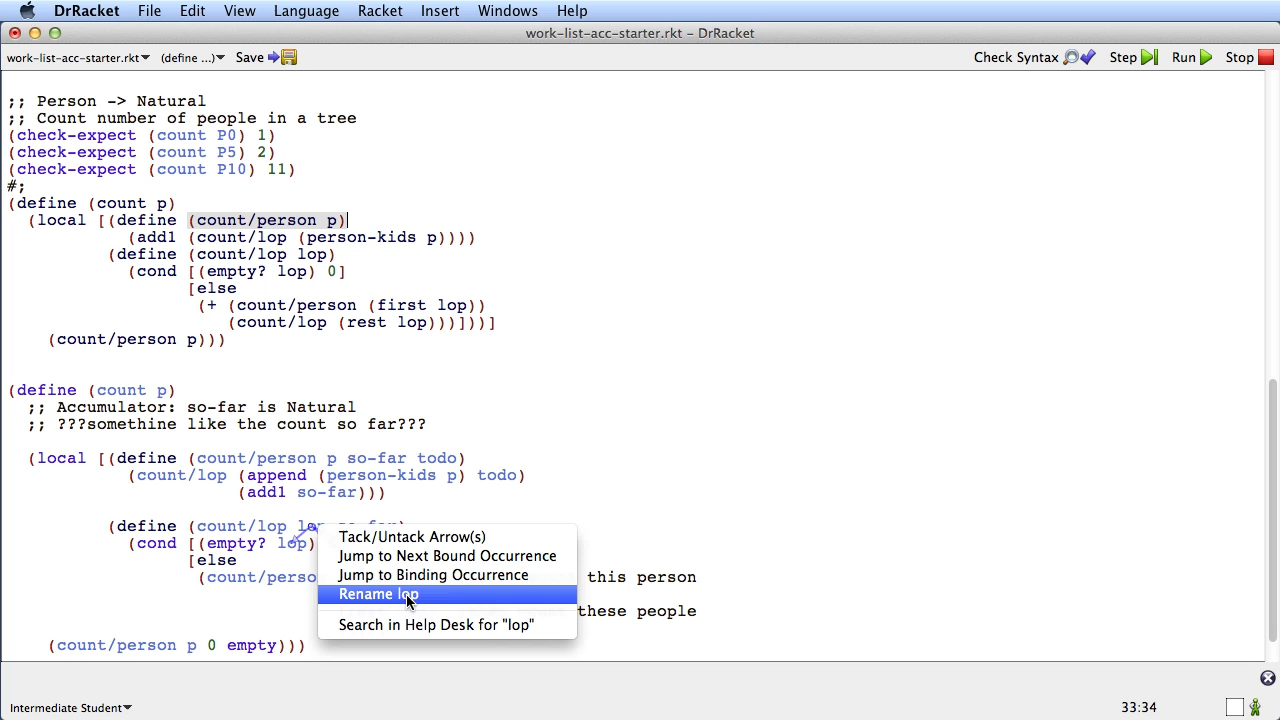 DrRacket File Edit View Language Racket Insert Windows Help
work-list-acc-starter.rkt – DrRacket
work-list-acc-starter.rkt▾ (define ...)▾ Save Check Syntax Step Run Stop
;; Person -> Natural
;; Count number of people in a tree
(check-expect (count P0) 1)
(check-expect (count P5) 2)
(check-expect (count P10) 11)
#;
(define (count p)
(local [(define (count/person p)
(add1 (count/lop (person-kids p))))
(define (count/lop lop)
(cond [(empty? lop) 0]
[else
(+ (count/person (first lop))
(count/lop (rest lop)))]))]
(count/person p)))
(define (count p)
;; Accumulator: so-far is Natural
;; ???somethine like the count so far???
(local [(define (count/person p so-far todo)
(count/lop (append (person-kids p) todo)
(add1 so-far)))
(define (count/lop lop so-far)
(cond [(empty? lop)
[else
(count/perso this person
these people
(count/person p 0 empty)))
Tack/Untack Arrow(s)
Jump to Next Bound Occurrence
Jump to Binding Occurrence
Rename lop
Search in Help Desk for "lop"
Intermediate Student▾ 33:34